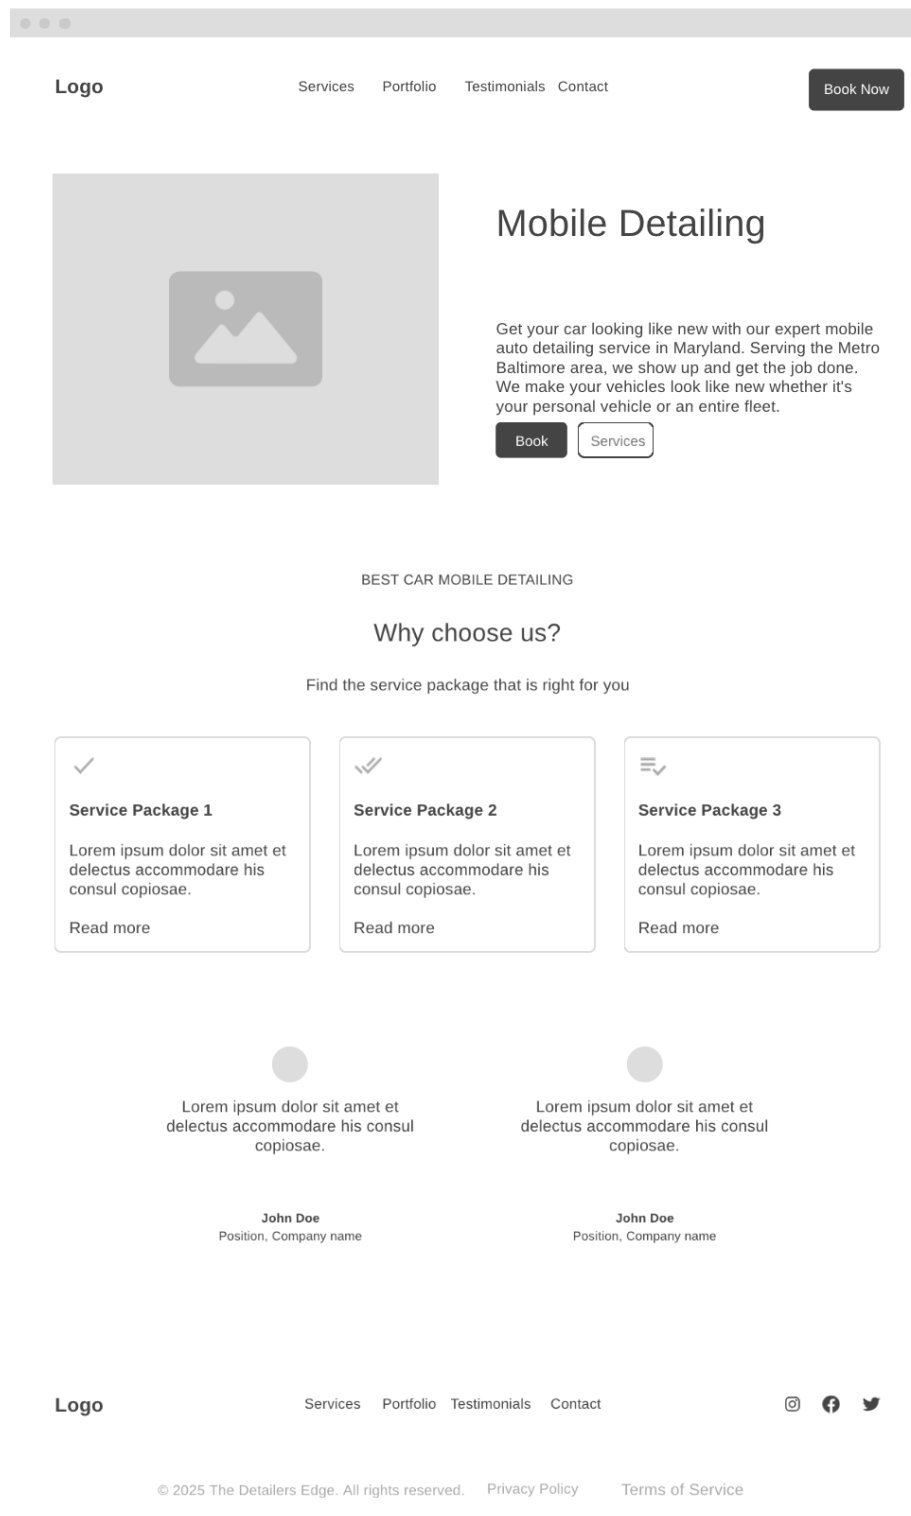 Logo
Services
Portfolio
Testimonials
Contact
Book Now
Mobile Detailing
Get your car looking like new with our expert mobile
auto detailing service in Maryland. Serving the Metro
Baltimore area, we show up and get the job done.
We make your vehicles look like new whether it's
your personal vehicle or an entire fleet.
Book
Services
BEST CAR MOBILE DETAILING
Why choose us?
Find the service package that is right for you
Service Package 1
Lorem ipsum dolor sit amet et
delectus accommodare his
consul copiosae.
Read more
Service Package 2
Lorem ipsum dolor sit amet et
delectus accommodare his
consul copiosae.
Read more
Service Package 3
Lorem ipsum dolor sit amet et
delectus accommodare his
consul copiosae.
Read more
Lorem ipsum dolor sit amet et
delectus accommodare his consul
copiosae.
John Doe
Position, Company name
Lorem ipsum dolor sit amet et
delectus accommodare his consul
copiosae.
John Doe
Position, Company name
Logo
Services
Portfolio
Testimonials
Contact
© 2025 The Detailers Edge. All rights reserved.
Privacy Policy
Terms of Service